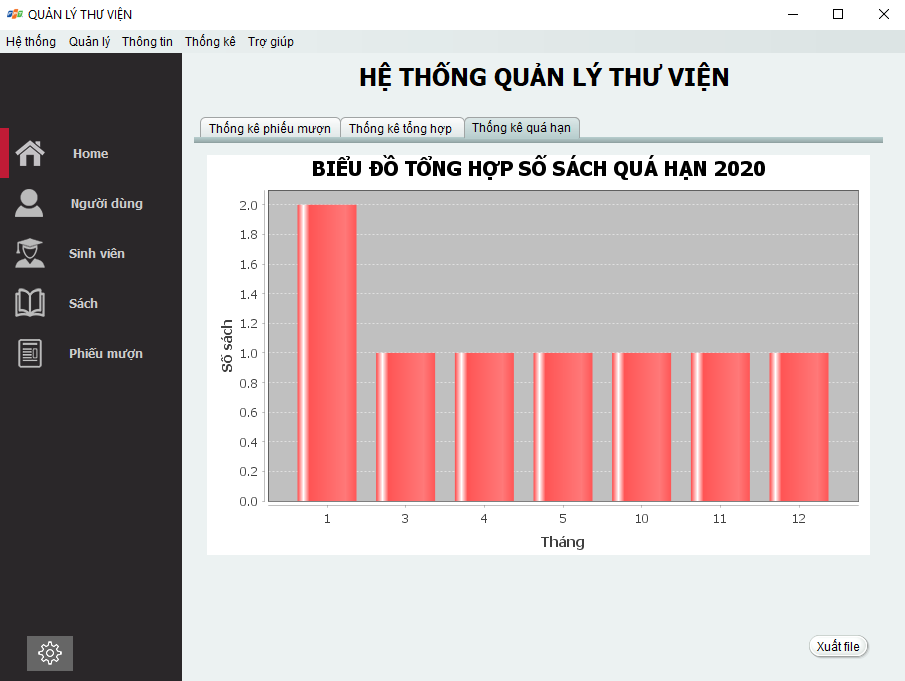 QUẢN LÝ THƯ VIỆN
Hệ thống Quản lý Thông tin Thống kê Trợ giúp
HỆ THỐNG QUẢN LÝ THƯ VIỆN
Thống kê phiếu mượn Thống kê tổng hợp Thống kê quá hạn
Home
Người dùng
Sinh viên
Sách
Phiếu mượn
BIỂU ĐỒ TỔNG HỢP SỐ SÁCH QUÁ HẠN 2020
Số sách
2.0
1.8
1.6
1.4
1.2
1.0
0.8
0.6
0.4
0.2
0.0
1 3 4 5 10 11 12
Tháng
Xuất file